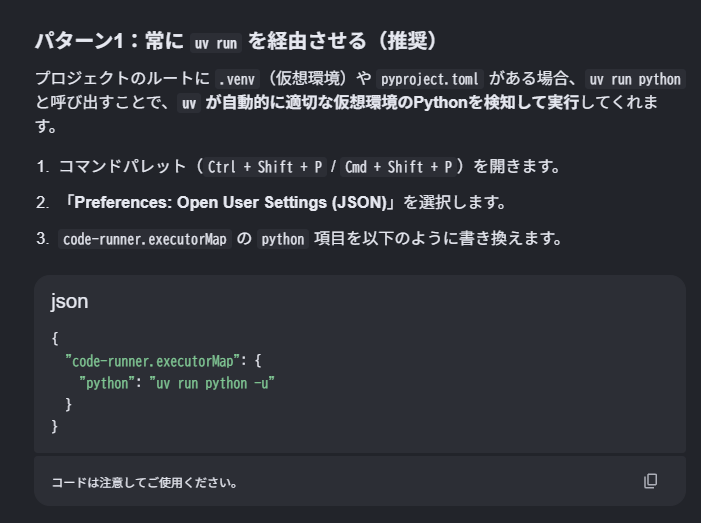 パターン1：常に uv run を経由させる（推奨）
プロジェクトのルートに .venv（仮想環境）や pyproject.toml がある場合、uv run python
と呼び出すことで、uv が自動的に適切な仮想環境のPythonを検知して実行してくれま
す。
1. コマンドパレット（Ctrl + Shift + P / Cmd + Shift + P）を開きます。
2. 「Preferences: Open User Settings (JSON)」を選択します。
3. code-runner.executorMap の python 項目を以下のように書き換えます。
json
{
  "code-runner.executorMap": {
    "python": "uv run python -u"
  }
}
コードは注意してご使用ください。